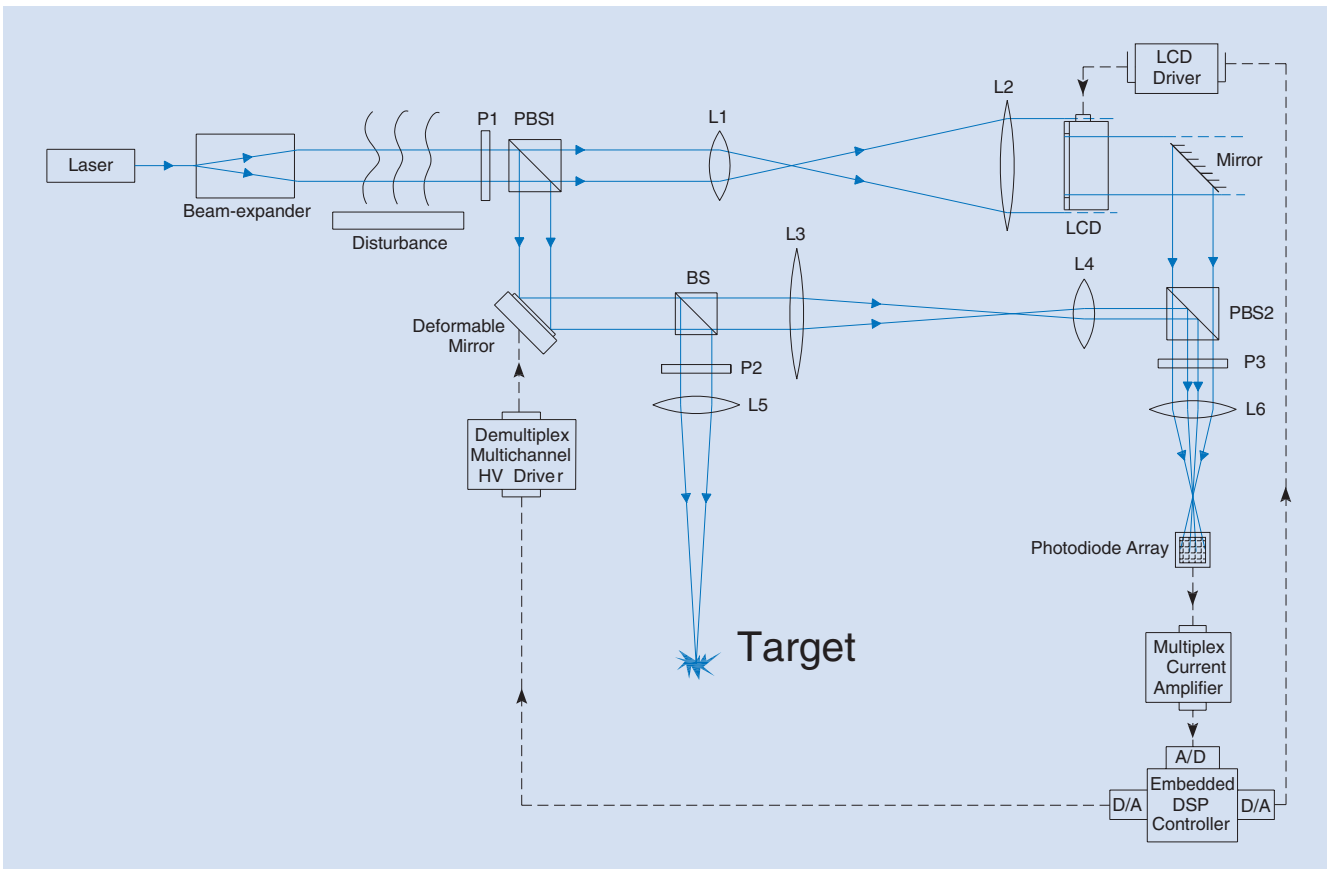 LCD
Driver
L2
P1
PBS1
L1
Laser
Mirror
Beam-expander
Disturbance
LCD
L3
BS
L4
Deformable
Mirror
PBS2
P2
P3
L5
L6
Demultiplex
Multichannel
HV Driver
Photodiode Array
Target
Multiplex
Current
Amplifier
A/D
Embedded
DSP
Controller
D/A
D/A